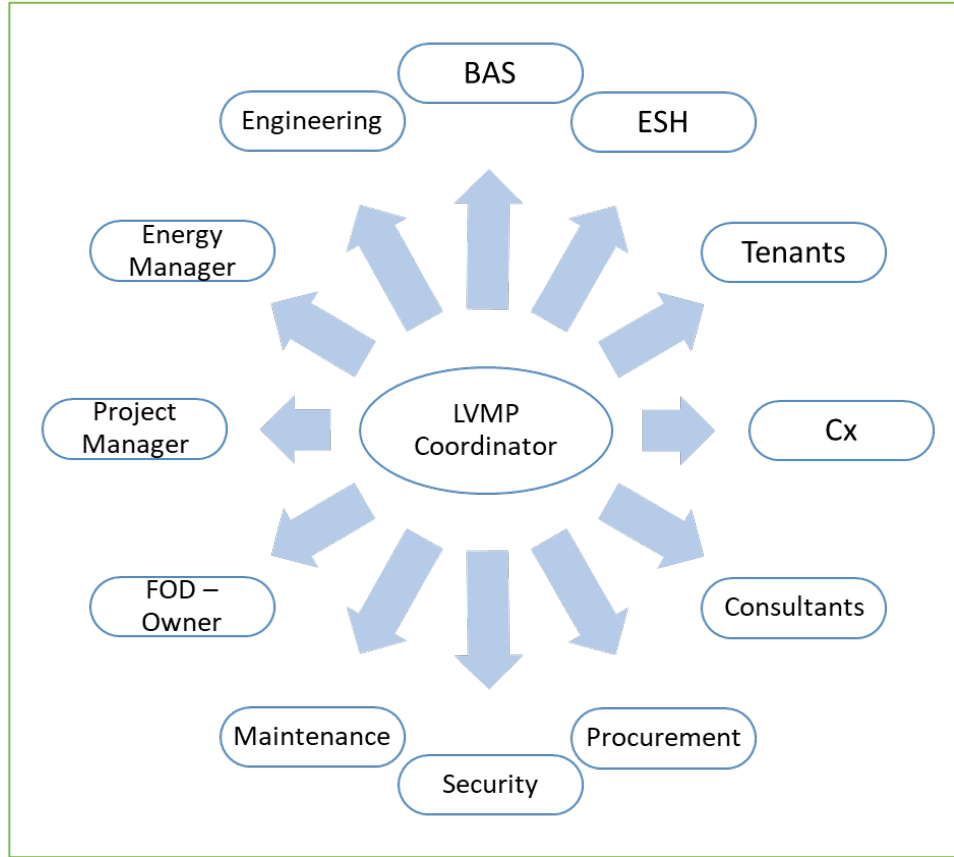 BAS
Engineering
ESH
Energy
Manager
Tenants
LVMP
Coordinator
Project
Manager
Cx
FOD –
Owner
Consultants
Maintenance
Procurement
Security